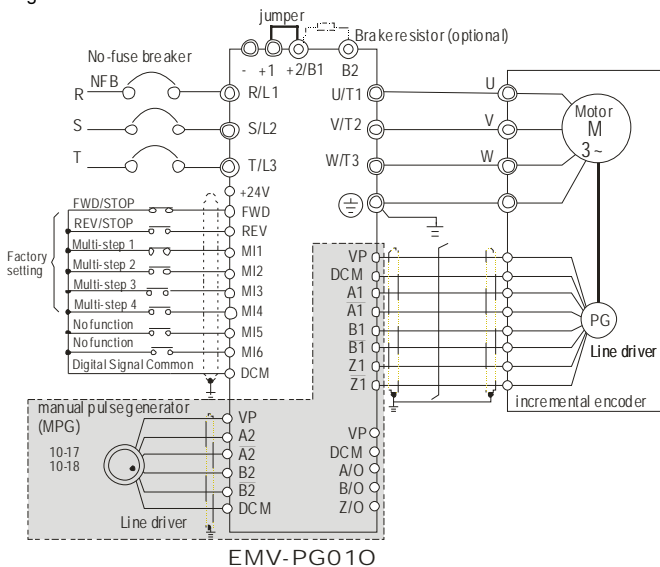 jumper
Brake resistor (optional)
No-fuse breaker
- +1 +2/B1 B2
NFB
R R/L1 U/T1 U
Motor
M
3~
S S/L2 V/T2 V
T T/L3 W/T3 W
+24V
FWD/STOP FWD
REV/STOP REV
Multi-step 1 MI1
Multi-step 2 MI2
Multi-step 3 MI3
Multi-step 4 MI4
No function MI5
No function MI6
Digital Signal Common DCM
Factory
setting
VP
DCM
A1
A1
B1
B1
Z1
Z1
PG
Line driver
incremental encoder
manual pulse generator
(MPG)
10-17
10-18
VP
A2
A2
B2
B2
DCM
Line driver
VP
DCM
A/O
B/O
Z/O
EMV-PG01O